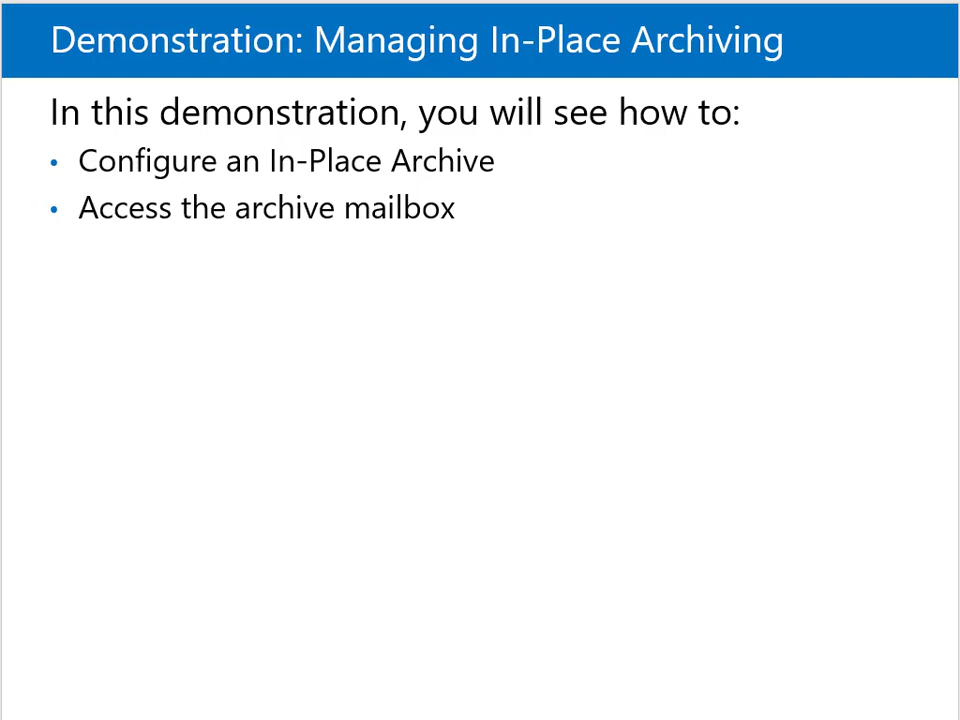 Demonstration: Managing In-Place Archiving
In this demonstration, you will see how to:
• Configure an In-Place Archive
• Access the archive mailbox